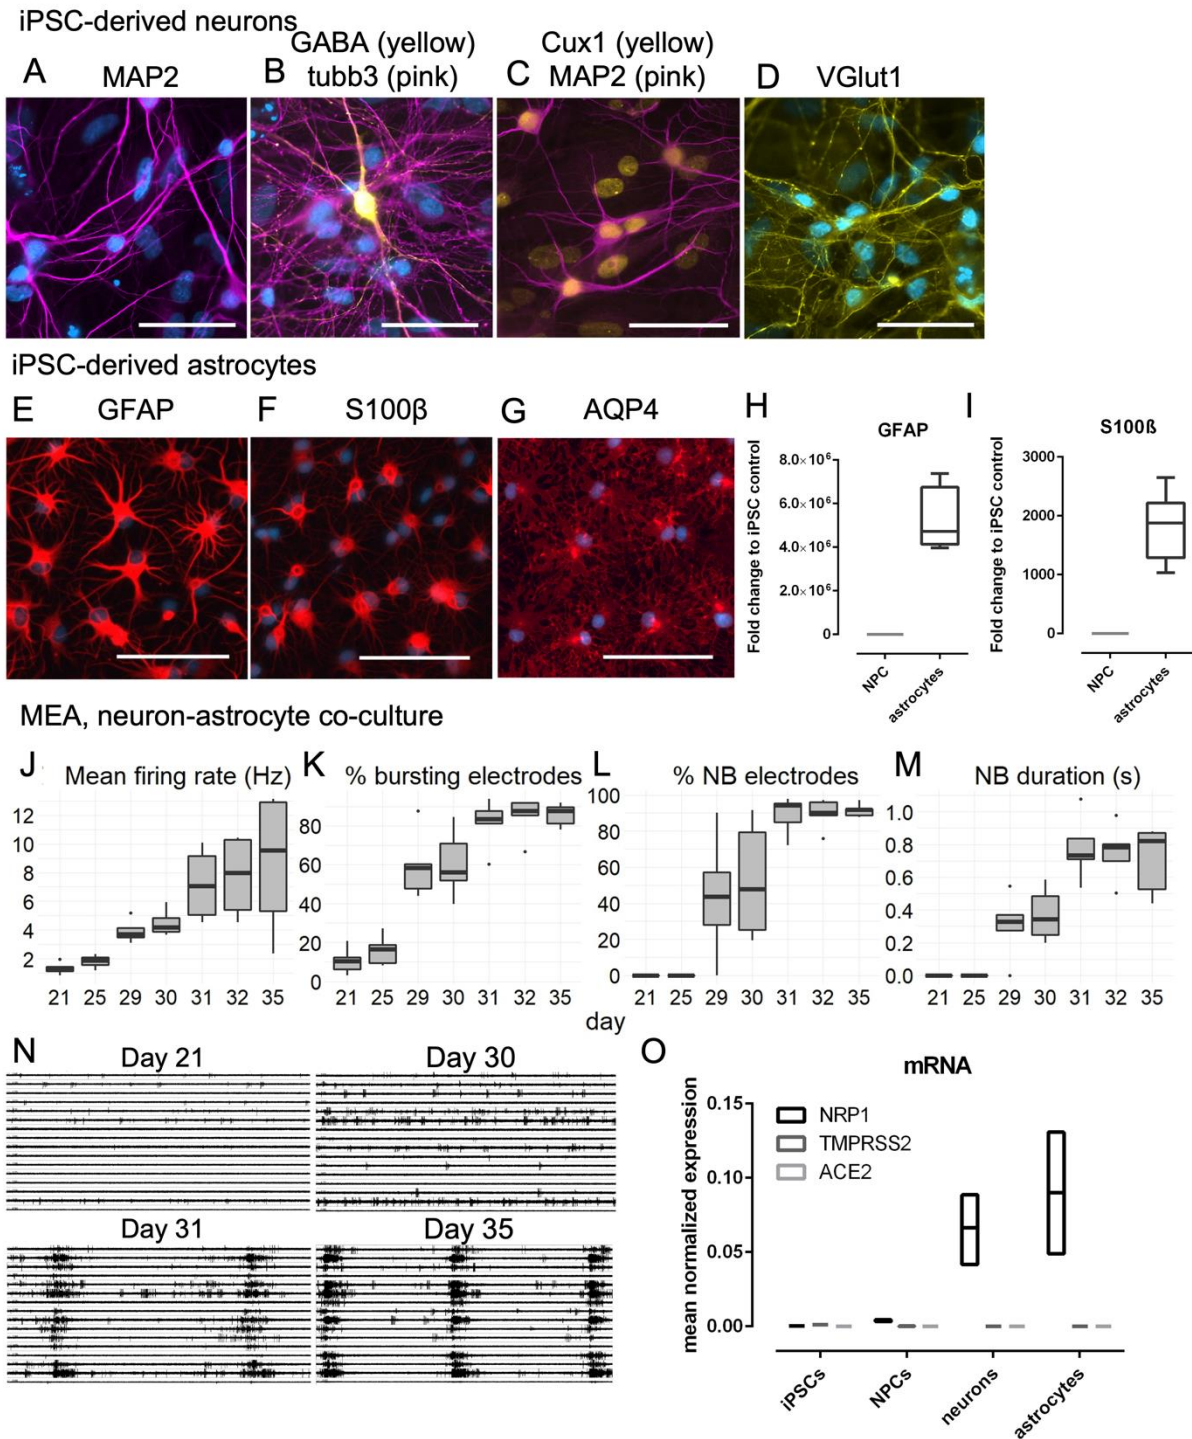 iPSC-derived neurons
A MAP2
B GABA (yellow)
tubb3 (pink)
C Cux1 (yellow)
MAP2 (pink)
D VGlut1
iPSC-derived astrocytes
E GFAP
F S100β
G AQP4
H
GFAP
Fold change to iPSC control
8.0×10⁶
6.0×10⁶
4.0×10⁶
2.0×10⁶
0
NPC
astrocytes
I
S100ß
Fold change to iPSC control
3000
2000
1000
0
NPC
astrocytes
MEA, neuron-astrocyte co-culture
J Mean firing rate (Hz)
12
10
8
6
4
2
21 25 29 30 31 32 35
K % bursting electrodes
80
60
40
20
0
21 25 29 30 31 32 35
L % NB electrodes
100
80
60
40
20
0
21 25 29 30 31 32 35
M NB duration (s)
1.0
0.8
0.6
0.4
0.2
0.0
21 25 29 30 31 32 35
day
N
Day 21
Day 30
Day 31
Day 35
O
mRNA
mean normalized expression
0.15
0.10
0.05
0.00
NRP1
TMPRSS2
ACE2
iPSCs
NPCs
neurons
astrocytes